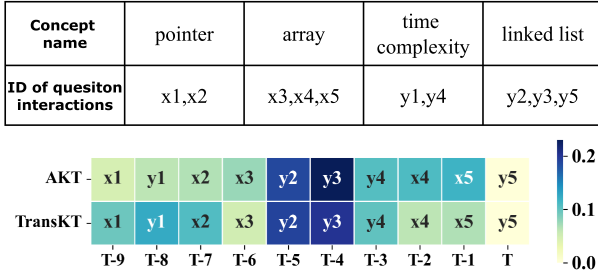 Concept name pointer array time complexity linked list
ID of quesiton interactions x1,x2 x3,x4,x5 y1,y4 y2,y3,y5
AKT x1 y1 x2 x3 y2 y3 y4 x4 x5 y5
TransKT x1 y1 x2 x3 y2 y3 y4 x4 x5 y5
T-9 T-8 T-7 T-6 T-5 T-4 T-3 T-2 T-1 T
0.2
0.1
0.0